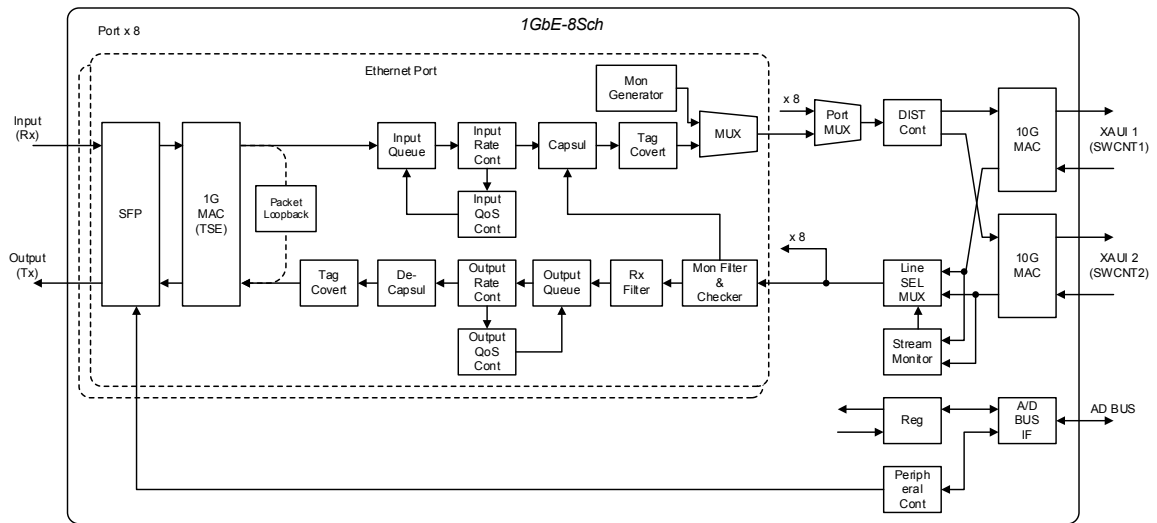 1GbE-8Sch
Port x 8
Ethernet Port
Mon
Generator
x 8
Input
(Rx)
SFP
1G
MAC
(TSE)
Packet
Loopback
Input
Queue
Input
Rate
Cont
Input
QoS
Cont
Capsul
Tag
Covert
MUX
Port
MUX
DIST
Cont
10G
MAC
XAUI 1
(SWCNT1)
Output
(Tx)
Tag
Covert
De-
Capsul
Output
Rate
Cont
Output
QoS
Cont
Output
Queue
Rx
Filter
Mon Filter
&
Checker
x 8
Line
SEL
MUX
Stream
Monitor
10G
MAC
XAUI 2
(SWCNT2)
Reg
A/D
BUS
IF
AD BUS
Periph
eral
Cont